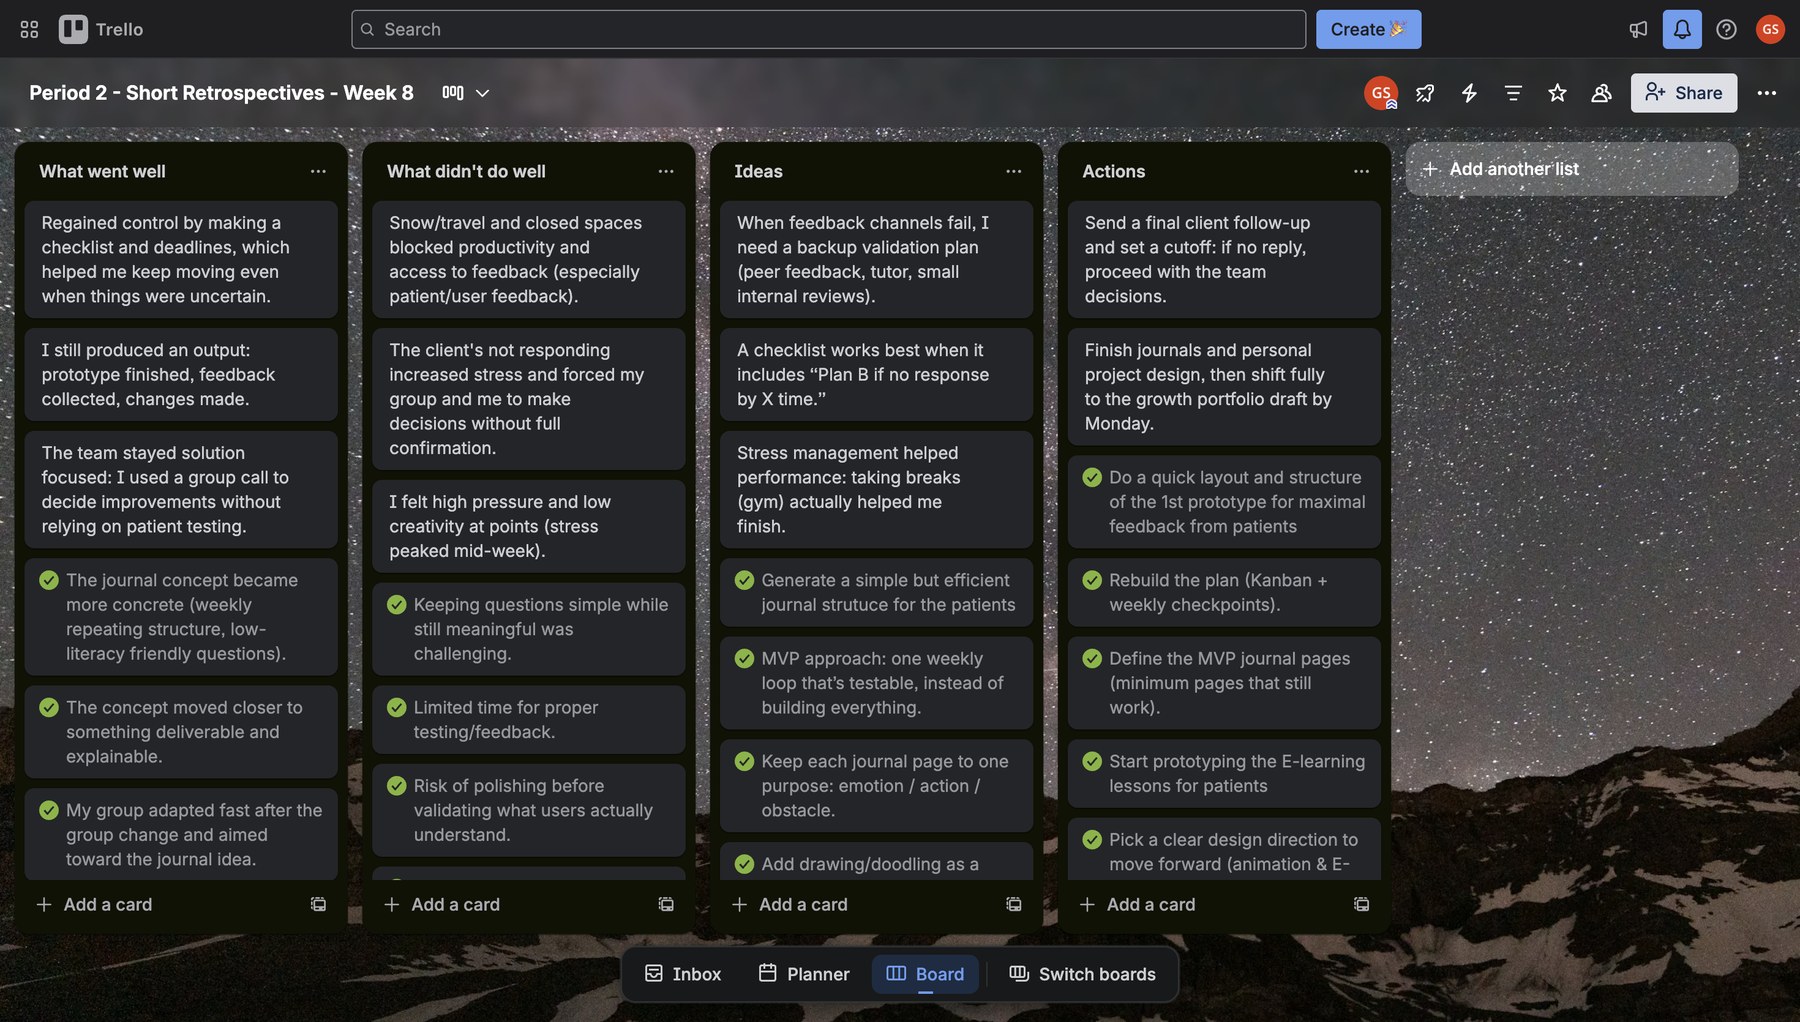 Trello
Search
Create
GS
Period 2 - Short Retrospectives - Week 8
GS
Share
What went well
Regained control by making a
checklist and deadlines, which
helped me keep moving even
when things were uncertain.
I still produced an output:
prototype finished, feedback
collected, changes made.
The team stayed solution
focused: I used a group call to
decide improvements without
relying on patient testing.
The journal concept became
more concrete (weekly
repeating structure, low-
literacy friendly questions).
The concept moved closer to
something deliverable and
explainable.
My group adapted fast after the
group change and aimed
toward the journal idea.
Add a card
What didn't do well
Snow/travel and closed spaces
blocked productivity and
access to feedback (especially
patient/user feedback).
The client's not responding
increased stress and forced my
group and me to make
decisions without full
confirmation.
I felt high pressure and low
creativity at points (stress
peaked mid-week).
Keeping questions simple while
still meaningful was
challenging.
Limited time for proper
testing/feedback.
Risk of polishing before
validating what users actually
understand.
Add a card
Ideas
When feedback channels fail, I
need a backup validation plan
(peer feedback, tutor, small
internal reviews).
A checklist works best when it
includes “Plan B if no response
by X time.”
Stress management helped
performance: taking breaks
(gym) actually helped me
finish.
Generate a simple but efficient
journal strutuce for the patients
MVP approach: one weekly
loop that’s testable, instead of
building everything.
Keep each journal page to one
purpose: emotion / action /
obstacle.
Add drawing/doodling as a
Add a card
Actions
Send a final client follow-up
and set a cutoff: if no reply,
proceed with the team
decisions.
Finish journals and personal
project design, then shift fully
to the growth portfolio draft by
Monday.
Do a quick layout and structure
of the 1st prototype for maximal
feedback from patients
Rebuild the plan (Kanban +
weekly checkpoints).
Define the MVP journal pages
(minimum pages that still
work).
Start prototyping the E-learning
lessons for patients
Pick a clear design direction to
move forward (animation & E-
Add a card
Add another list
Inbox
Planner
Board
Switch boards